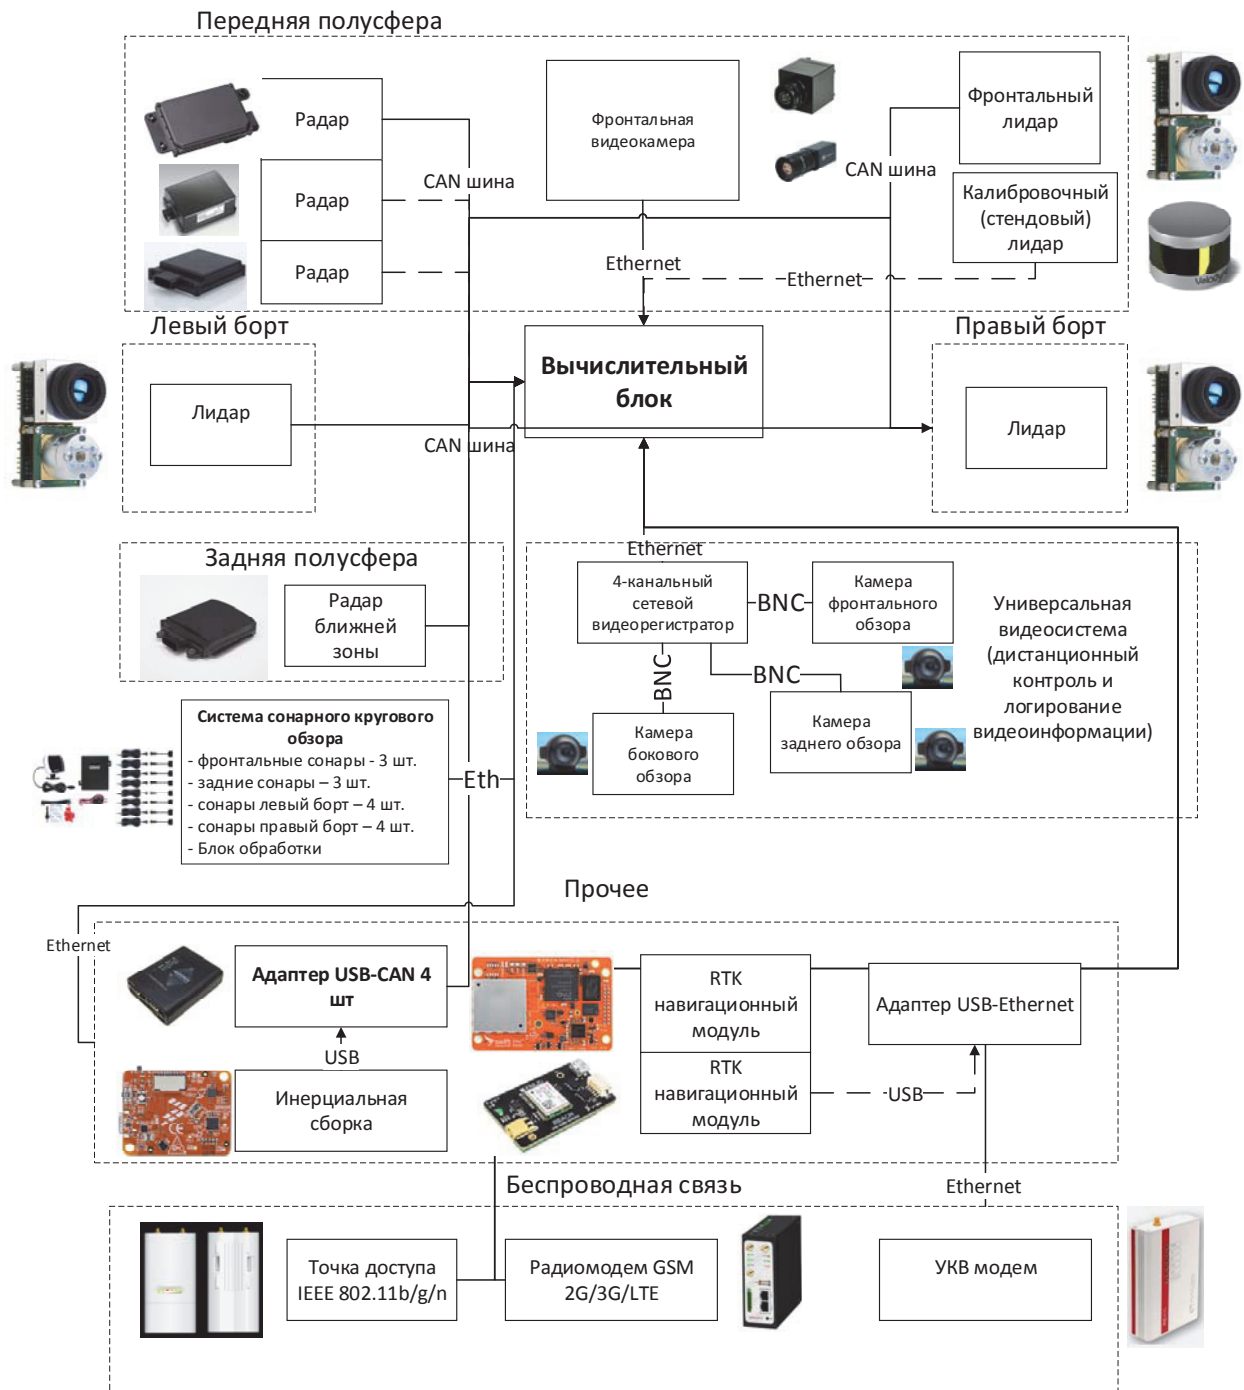 Передняя полусфера
Радар
Фронтальная
видеокамера
Фронтальный
лидар
CAN шина
CAN шина
Радар
Калибровочный
(стендовый)
лидар
Радар
Ethernet
Ethernet
Velody
Левый борт
Правый борт
Вычислительный
блок
Лидар
Лидар
CAN шина
Задняя полусфера
Ethernet
Радар
ближней
зоны
4-канальный
сетевой
видеорегистратор
BNC
Камера
фронтального
обзора
Универсальная
видеосистема
(дистанционный
контроль и
логирование
видеоинформации)
BNC
BNC
Камера
бокового
обзора
Камера
заднего обзора
Система сонарного кругового
обзора
- фронтальные сонары - 3 шт.
- задние сонары – 3 шт.
- сонары левый борт – 4 шт.
- сонары правый борт – 4 шт.
- Блок обработки
Eth
Прочее
Ethernet
Адаптер USB-CAN 4
шт
RTK
навигационный
модуль
Адаптер USB-Ethernet
USB
Инерциальная
сборка
RTK
навигационный
модуль
USB
Беспроводная связь
Ethernet
Точка доступа
IEEE 802.11b/g/n
Радиомодем GSM
2G/3G/LTE
УКВ модем